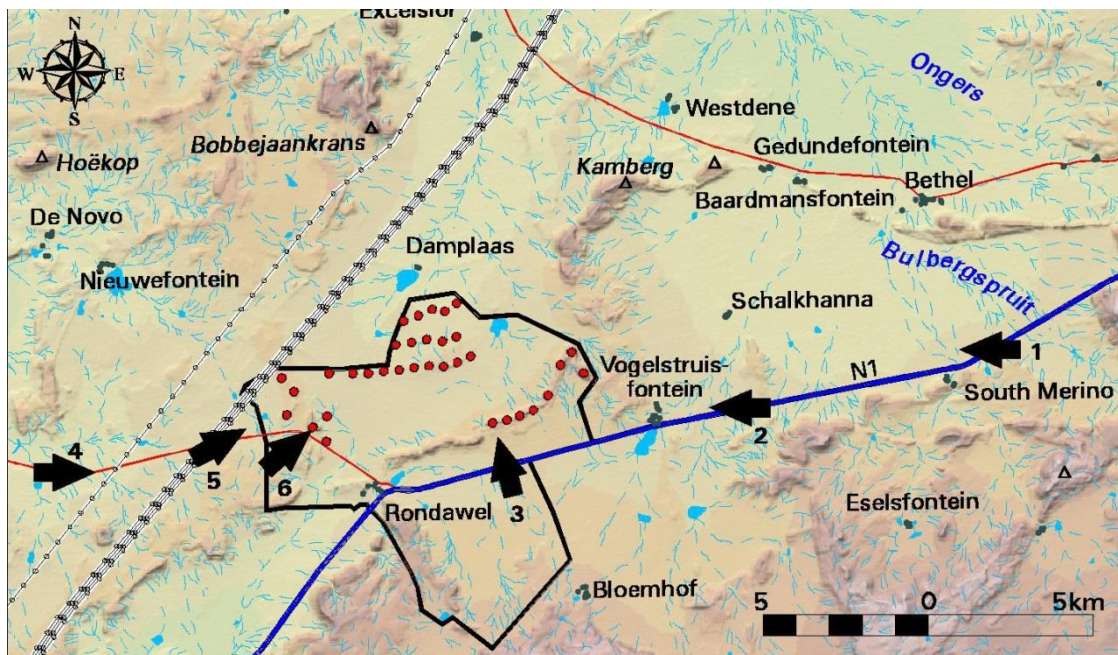 Excelsior
N
W E
S
Ongers
Westdene
Bobbejaankrans
Gedundefontein
Hoëkop
Kamberg
Bethel
Baardmansfontein
De Novo
Damplaas
Bulbergspruit
Nieuwefontein
Schalkhanna
1
Vogelstruis-
fontein
N1
South Merino
2
4
5
6
3
Rondawel
Eselsfontein
Bloemhof
5 0 5km